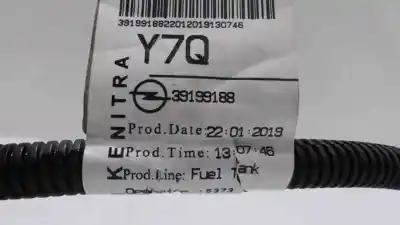 39199188220120191307­46
Y7Q
39199188
KENITRA
Prod.Date: 22:01:2019
Prod.Time: 13:07:46
Prod.Line: Fuel Tank